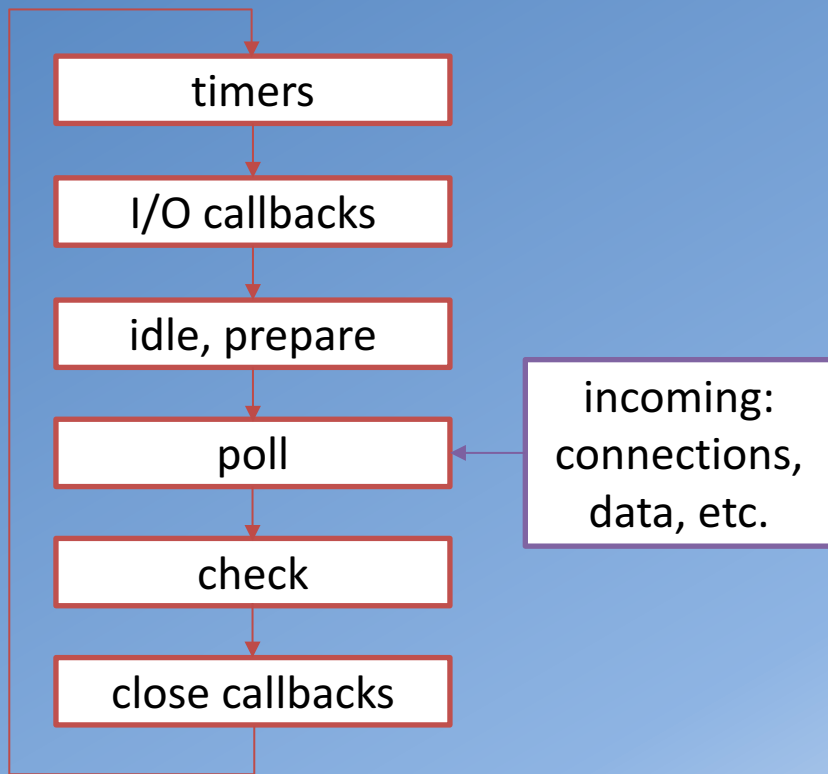 timers
I/O callbacks
idle, prepare
poll
incoming:
connections,
data, etc.
check
close callbacks